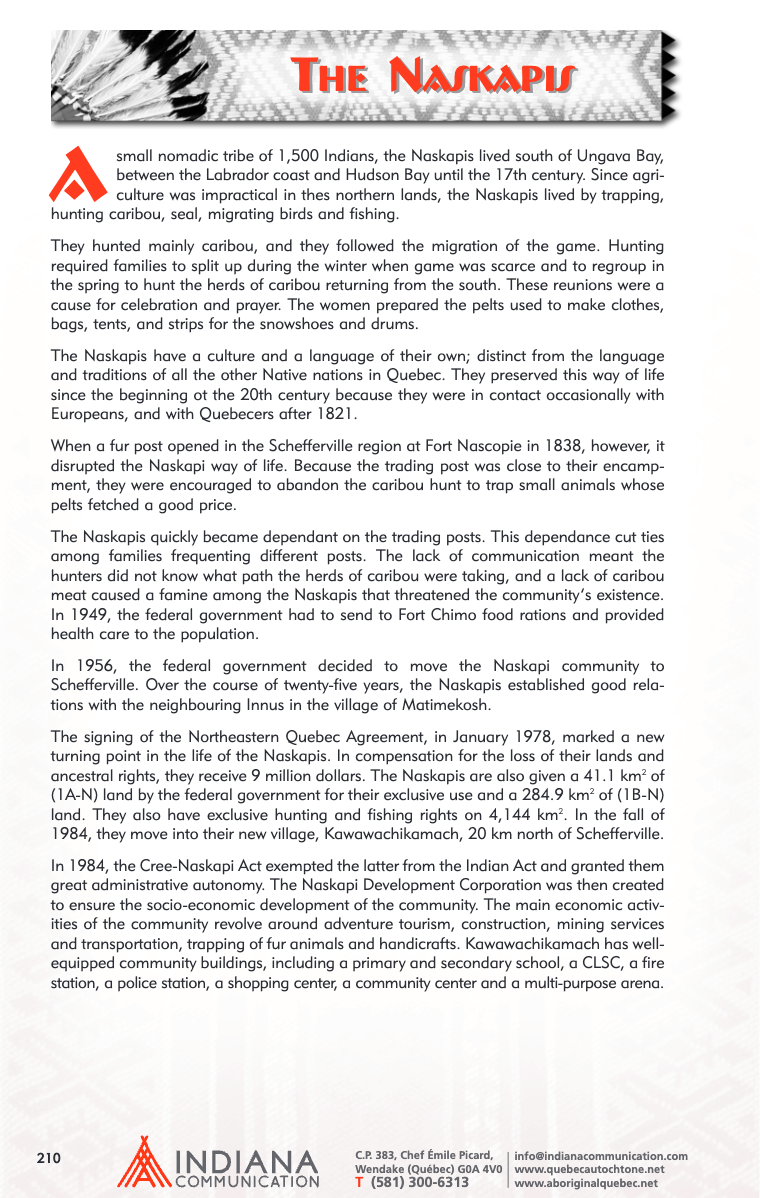 THE NASKAPIS
A small nomadic tribe of 1,500 Indians, the Naskapis lived south of Ungava Bay,
between the Labrador coast and Hudson Bay until the 17th century. Since agri-
culture was impractical in thes northern lands, the Naskapis lived by trapping,
hunting caribou, seal, migrating birds and fishing.
They hunted mainly caribou, and they followed the migration of the game. Hunting
required families to split up during the winter when game was scarce and to regroup in
the spring to hunt the herds of caribou returning from the south. These reunions were a
cause for celebration and prayer. The women prepared the pelts used to make clothes,
bags, tents, and strips for the snowshoes and drums.
The Naskapis have a culture and a language of their own; distinct from the language
and traditions of all the other Native nations in Quebec. They preserved this way of life
since the beginning ot the 20th century because they were in contact occasionally with
Europeans, and with Quebecers after 1821.
When a fur post opened in the Schefferville region at Fort Nascopie in 1838, however, it
disrupted the Naskapi way of life. Because the trading post was close to their encamp-
ment, they were encouraged to abandon the caribou hunt to trap small animals whose
pelts fetched a good price.
The Naskapis quickly became dependant on the trading posts. This dependance cut ties
among families frequenting different posts. The lack of communication meant the
hunters did not know what path the herds of caribou were taking, and a lack of caribou
meat caused a famine among the Naskapis that threatened the community's existence.
In 1949, the federal government had to send to Fort Chimo food rations and provided
health care to the population.
In 1956, the federal government decided to move the Naskapi community to
Schefferville. Over the course of twenty-five years, the Naskapis established good rela-
tions with the neighbouring Innus in the village of Matimekosh.
The signing of the Northeastern Quebec Agreement, in January 1978, marked a new
turning point in the life of the Naskapis. In compensation for the loss of their lands and
ancestral rights, they receive 9 million dollars. The Naskapis are also given a 41.1 km² of
(1A-N) land by the federal government for their exclusive use and a 284.9 km² of (1B-N)
land. They also have exclusive hunting and fishing rights on 4,144 km². In the fall of
1984, they move into their new village, Kawawachikamach, 20 km north of Schefferville.
In 1984, the Cree-Naskapi Act exempted the latter from the Indian Act and granted them
great administrative autonomy. The Naskapi Development Corporation was then created
to ensure the socio-economic development of the community. The main economic activ-
ities of the community revolve around adventure tourism, construction, mining services
and transportation, trapping of fur animals and handicrafts. Kawawachikamach has well-
equipped community buildings, including a primary and secondary school, a CLSC, a fire
station, a police station, a shopping center, a community center and a multi-purpose arena.
210
INDIANA
COMMUNICATION
C.P. 383, Chef Émile Picard,
Wendake (Québec) G0A 4V0
T (581) 300-6313
info@indianacommunication.com
www.quebecautochtone.net
www.aboriginalquebec.net